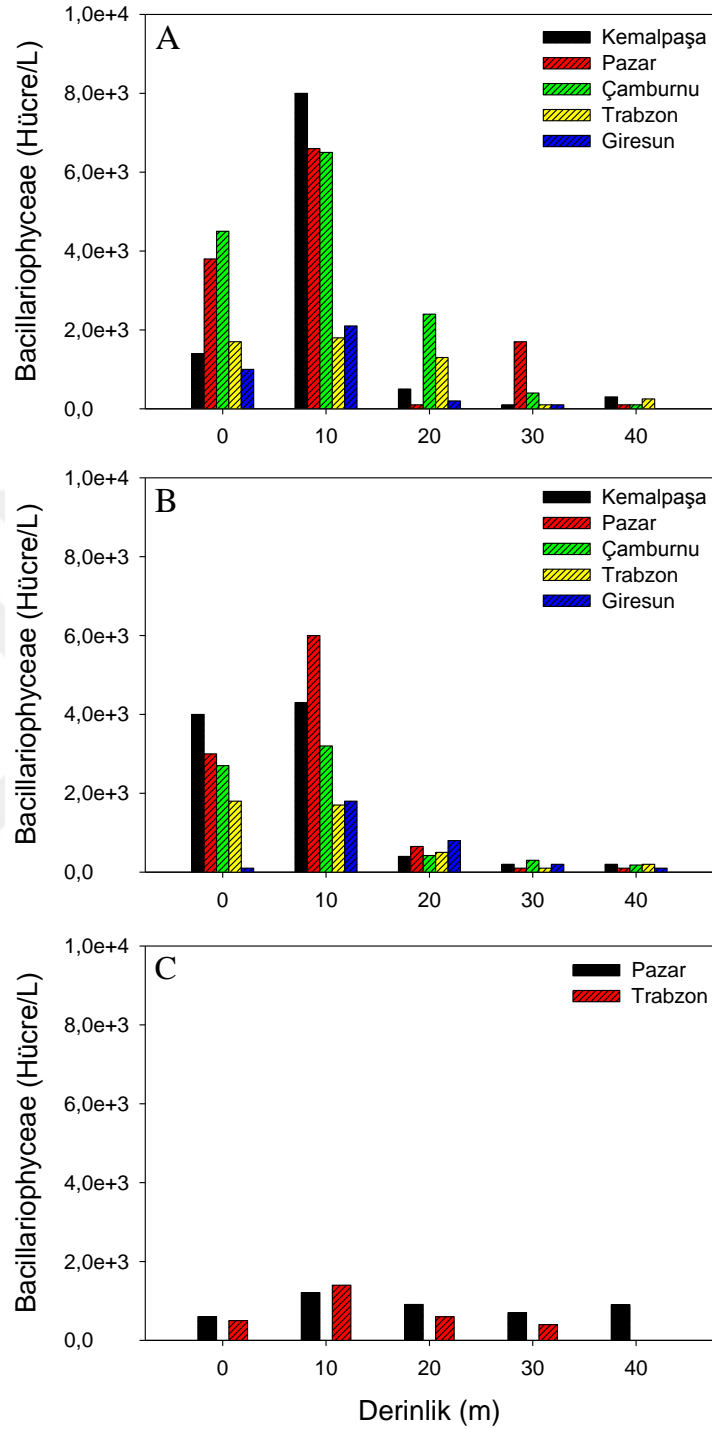 A
Bacillariophyceae (Hücre/L)
1,0e+4
8,0e+3
6,0e+3
4,0e+3
2,0e+3
0,0
Kemalpaşa
Pazar
Çamburnu
Trabzon
Giresun
0 10 20 30 40
B
Bacillariophyceae (Hücre/L)
1,0e+4
8,0e+3
6,0e+3
4,0e+3
2,0e+3
0,0
Kemalpaşa
Pazar
Çamburnu
Trabzon
Giresun
0 10 20 30 40
C
Bacillariophyceae (Hücre/L)
1,0e+4
8,0e+3
6,0e+3
4,0e+3
2,0e+3
0,0
Pazar
Trabzon
0 10 20 30 40
Derinlik (m)